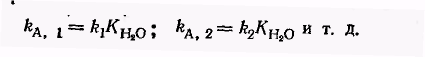 k_{A, 1} = k_1 K_{H_2O}; k_{A, 2} = k_2 K_{H_2O} и т. д.